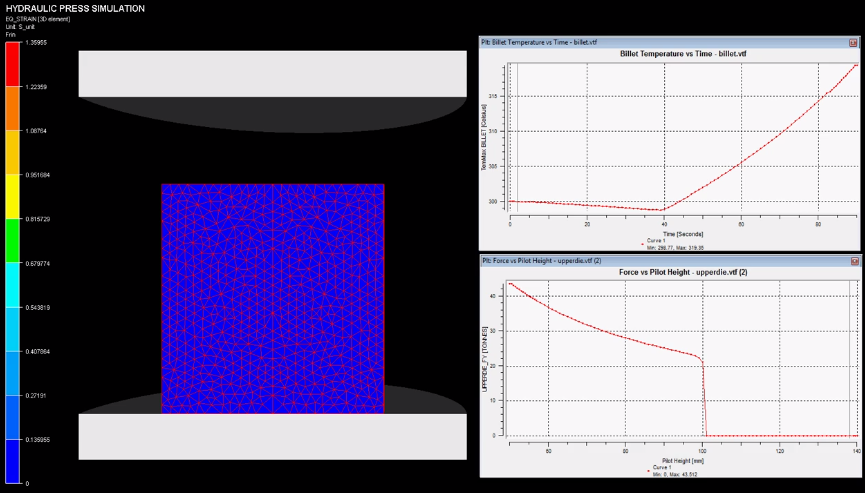 HYDRAULIC PRESS SIMULATION
EQ_STRAIN [3D element]
Unit: S_unit
Frin
1.35955
1.22359
1.08764
0.951684
0.815729
0.679774
0.543819
0.407864
0.27191
0.135955
0
Plt: Billet Temperature vs Time - billet.vtf
Billet Temperature vs Time - billet.vtf
TemMax BILLET [Celsius]
315
310
305
300
0 20 40 60 80
Time [Seconds]
Curve 1
Min: 298.77, Max: 319.35
Plt: Force vs Pilot Height - upperdie.vtf (2)
Force vs Pilot Height - upperdie.vtf (2)
UPPERDIE_FY [TONNES]
40
30
20
10
0
60 80 100 120 140
Pilot Height [mm]
Curve 1
Min: 0, Max: 43.512